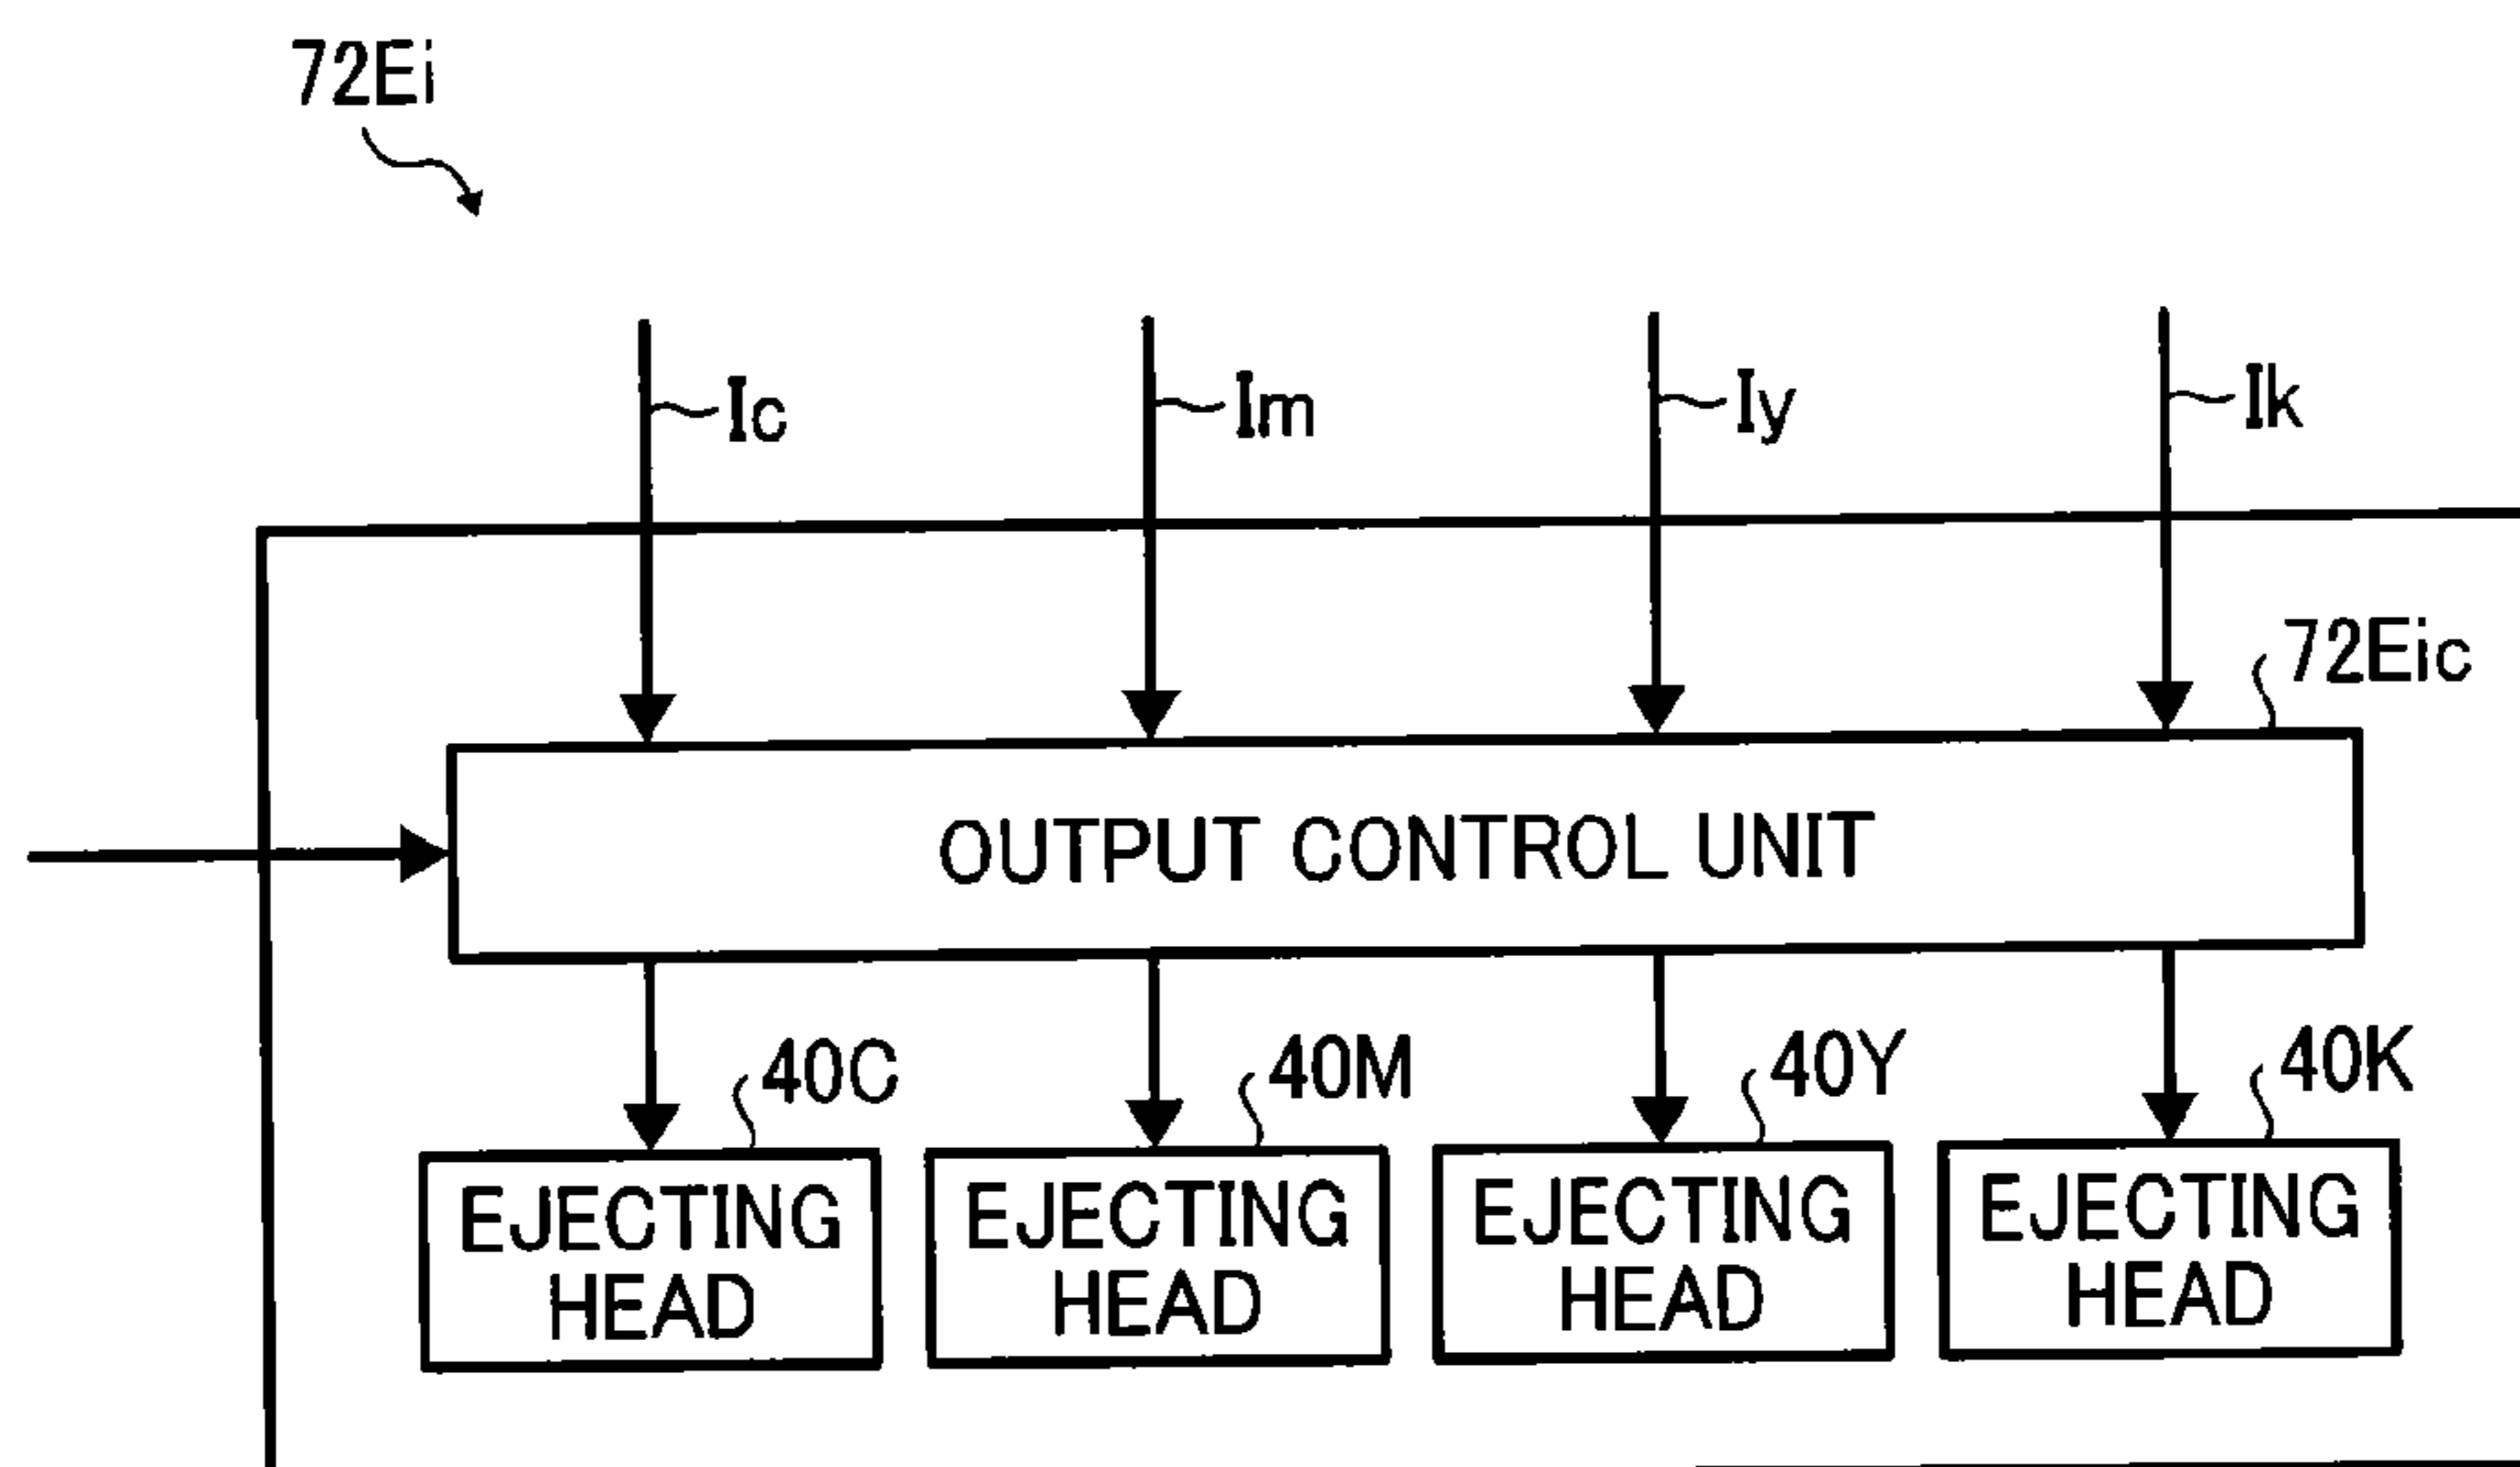 72Ei
Ic Im Iy Ik
72Eic
OUTPUT CONTROL UNIT
40C 40M 40Y 40K
EJECTING HEAD
EJECTING HEAD
EJECTING HEAD
EJECTING HEAD